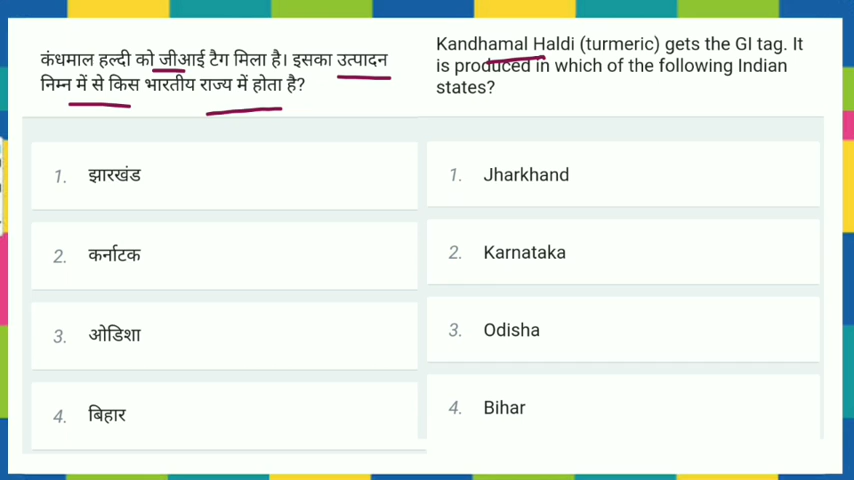 कंधमाल हल्दी को जीआई टैग मिला है। इसका उत्पादन
निम्न में से किस भारतीय राज्य में होता है?
1. झारखंड
2. कर्नाटक
3. ओडिशा
4. बिहार
Kandhamal Haldi (turmeric) gets the GI tag. It
is produced in which of the following Indian
states?
1. Jharkhand
2. Karnataka
3. Odisha
4. Bihar